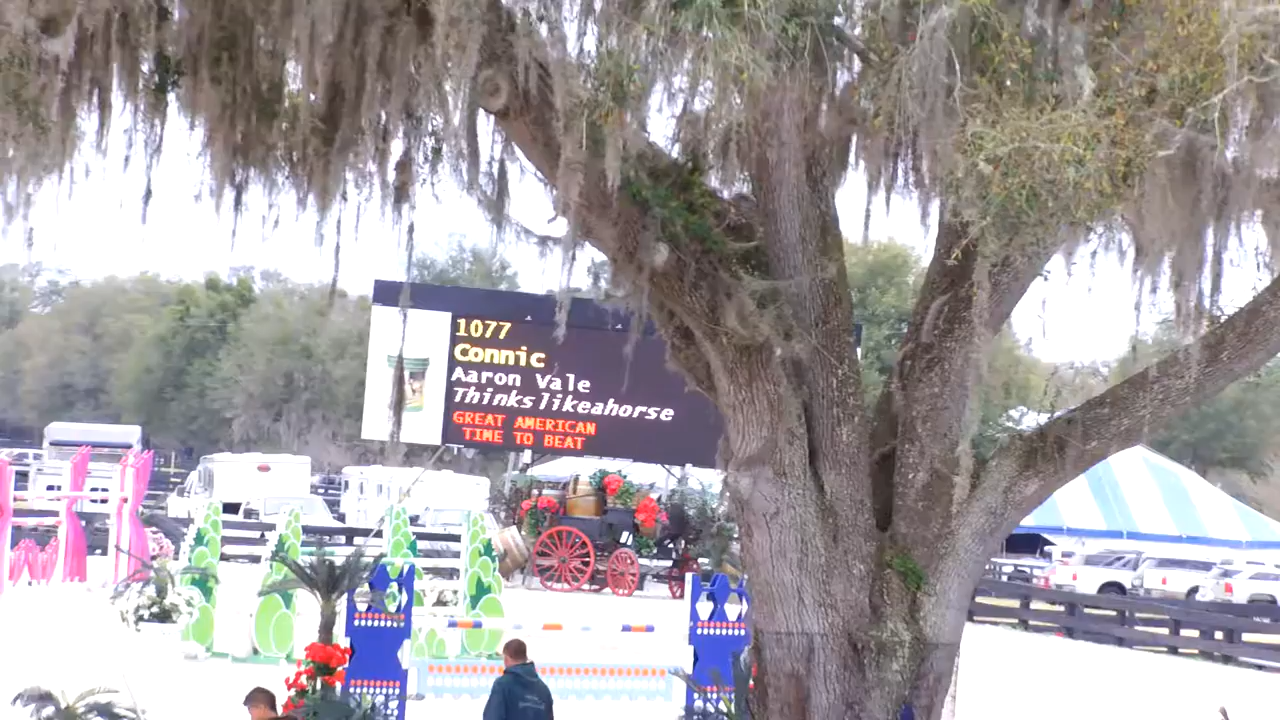 1077
Connic
Aaron Vale
Thinkslikeahorse
GREAT AMERICAN
TIME TO BEAT